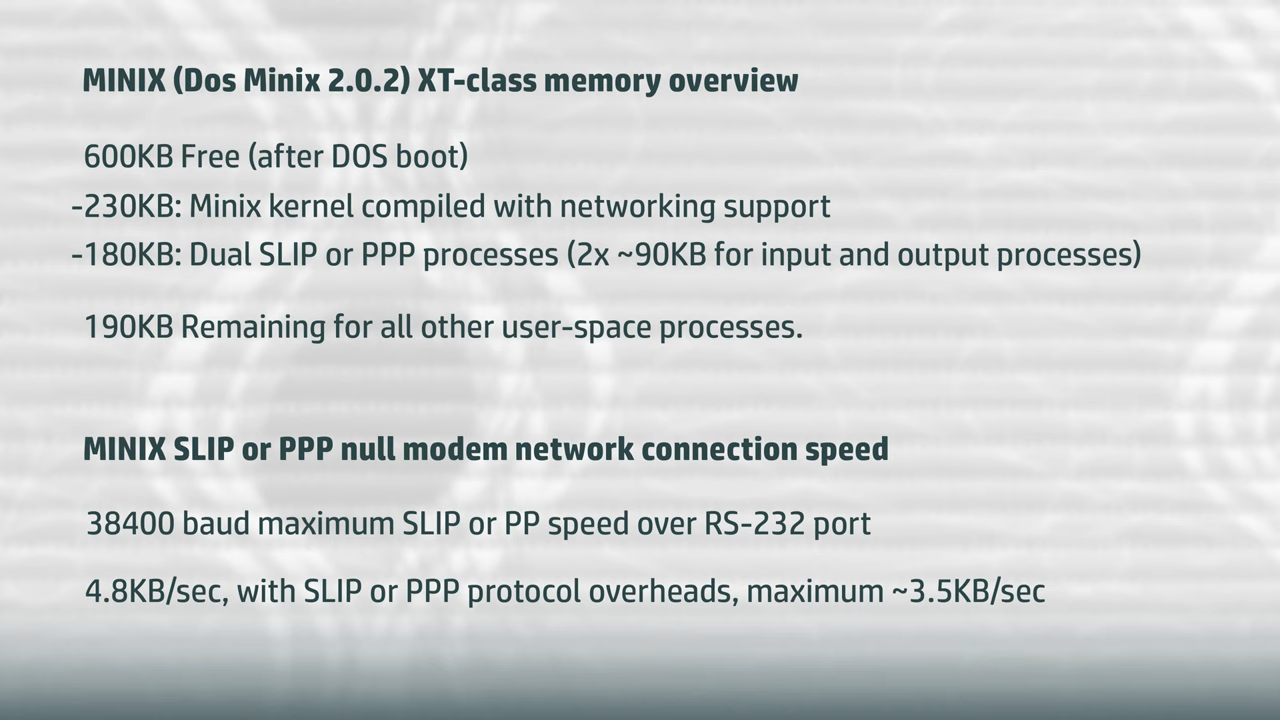 MINIX (Dos Minix 2.0.2) XT-class memory overview
600KB Free (after DOS boot)
-230KB: Minix kernel compiled with networking support
-180KB: Dual SLIP or PPP processes (2x ~90KB for input and output processes)
190KB Remaining for all other user-space processes.
MINIX SLIP or PPP null modem network connection speed
38400 baud maximum SLIP or PP speed over RS-232 port
4.8KB/sec, with SLIP or PPP protocol overheads, maximum ~3.5KB/sec